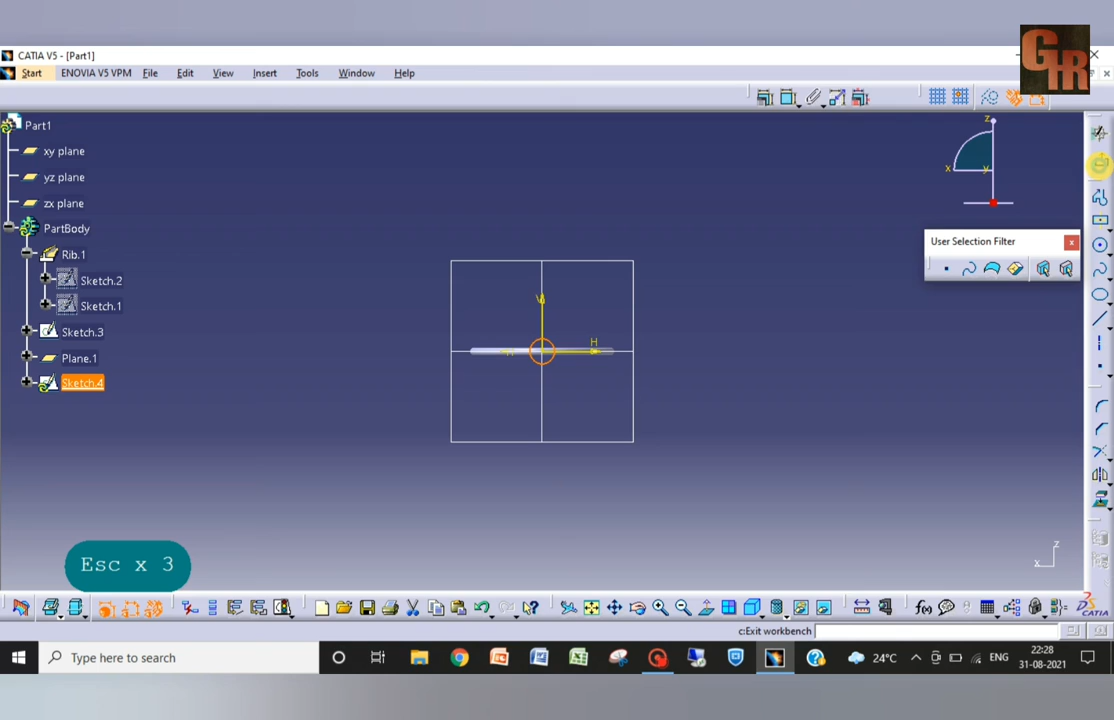 GTR
CATIA V5 - [Part1]
Start ENOVIA V5 VPM File Edit View Insert Tools Window Help
Part1
xy plane
yz plane
zx plane
PartBody
Rib.1
Sketch.2
Sketch.1
Sketch.3
Plane.1
Sketch.4
z
x
y
User Selection Filter
V
H
z
x
Esc x 3
f(x)
CATIA
c:Exit workbench
Type here to search
24°C
ENG
22:28
31-08-2021